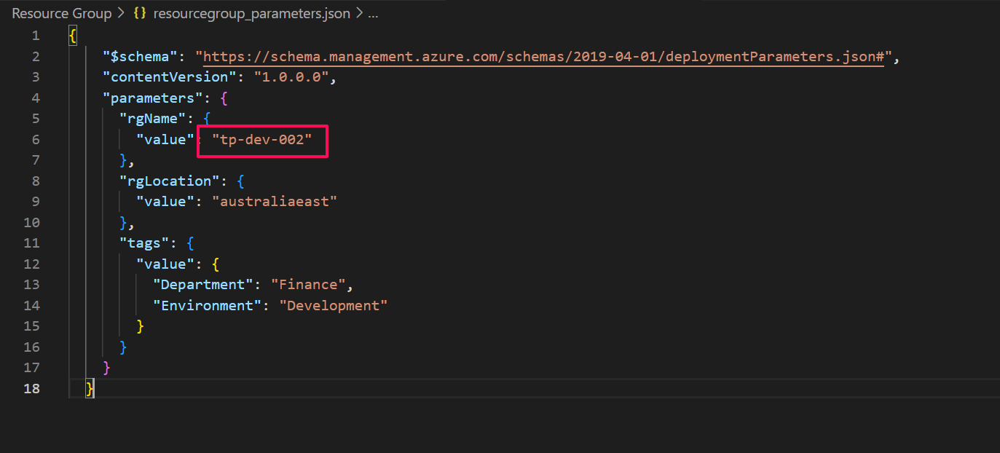 Resource Group > {} resourcegroup_parameters.json > ...
1 {
2 "$schema": "https://schema.management.azure.com/schemas/2019-04-01/deploymentParameters.json#",
3 "contentVersion": "1.0.0.0",
4 "parameters": {
5 "rgName": {
6 "value": "tp-dev-002"
7 },
8 "rgLocation": {
9 "value": "australiaeast"
10 },
11 "tags": {
12 "value": {
13 "Department": "Finance",
14 "Environment": "Development"
15 }
16 }
17 }
18 }